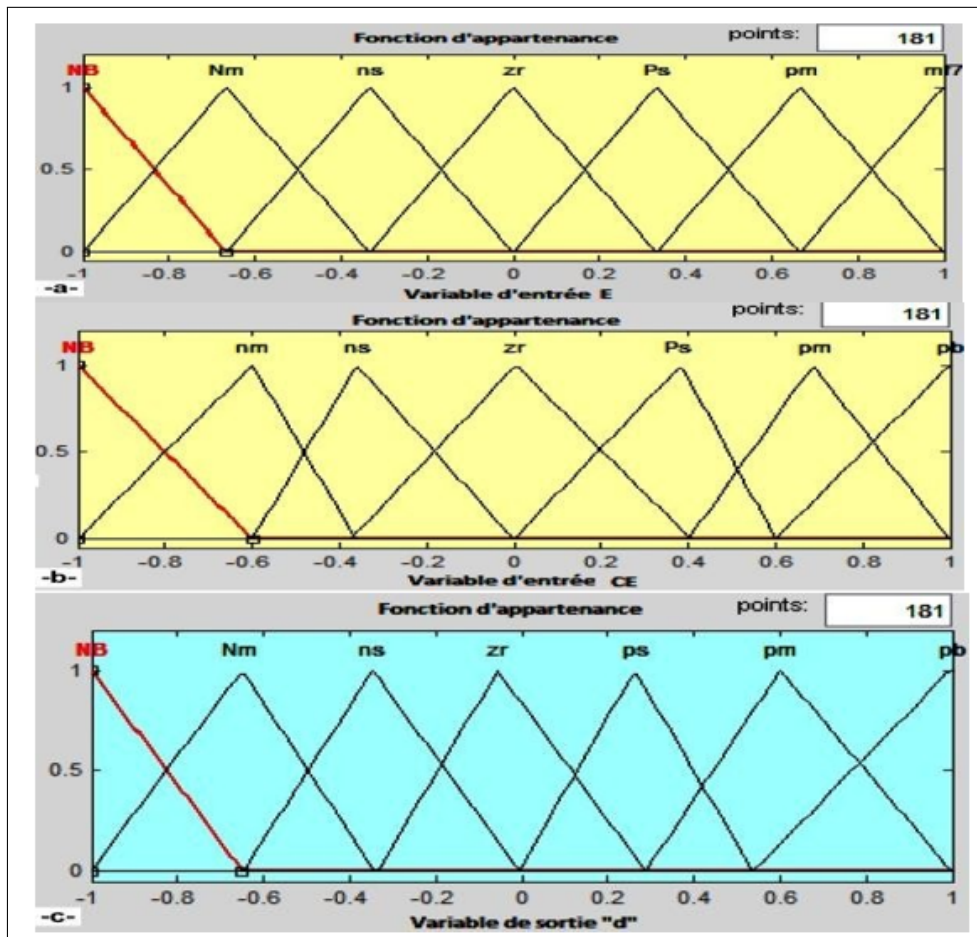 Fonction d'appartenance points: 181
NB Nm ns zr Ps pm mf7
1
0.5
0
-1 -0.8 -0.6 -0.4 -0.2 0 0.2 0.4 0.6 0.8 1
-a- Variable d'entrée E
Fonction d'appartenance points: 181
NB nm ns zr Ps pm pb
1
0.5
0
-1 -0.8 -0.6 -0.4 -0.2 0 0.2 0.4 0.6 0.8 1
-b- Variable d'entrée CE
Fonction d'appartenance points: 181
NB Nm ns zr ps pm pb
1
0.5
0
-1 -0.8 -0.6 -0.4 -0.2 0 0.2 0.4 0.6 0.8 1
-c- Variable de sortie "d"